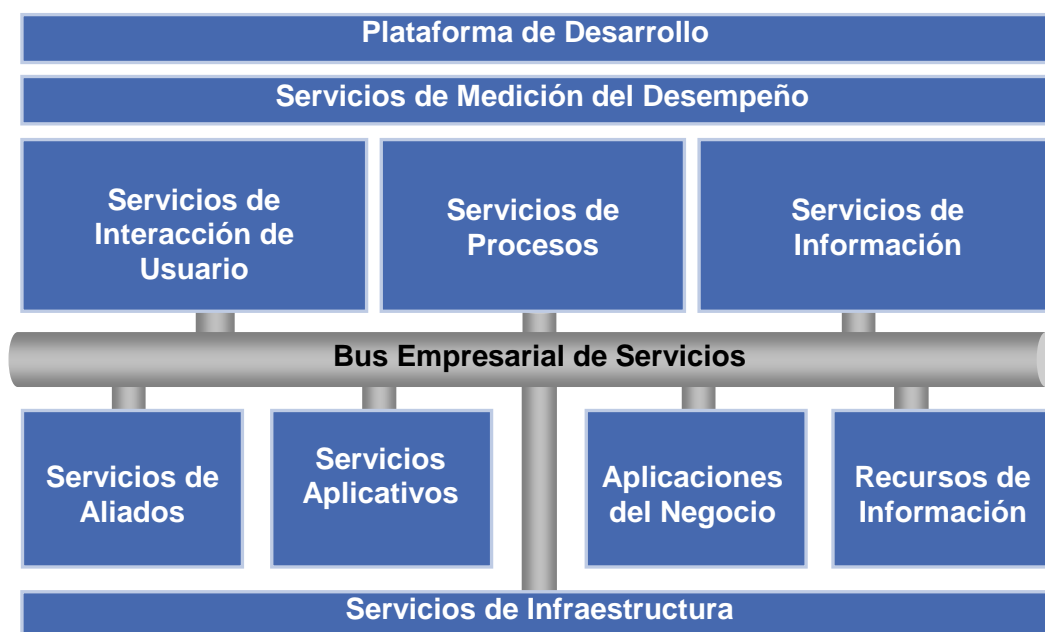 Plataforma de Desarrollo
Servicios de Medición del Desempeño
Servicios de
Interacción de
Usuario
Servicios de
Procesos
Servicios de
Información
Bus Empresarial de Servicios
Servicios de
Aliados
Servicios
Aplicativos
Aplicaciones
del Negocio
Recursos de
Información
Servicios de Infraestructura